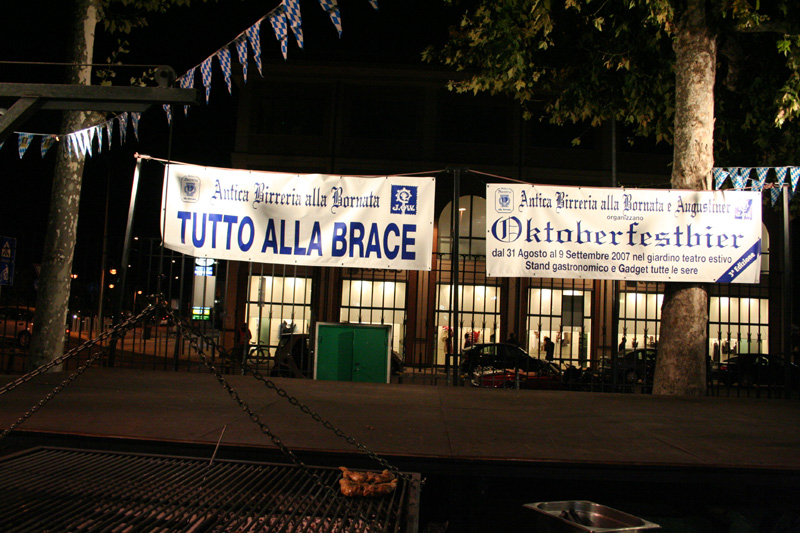 Antica Birreria alla Bornata
J.&W.
TUTTO ALLA BRACE
Antica Birreria alla Bornata e Augustiner
organizzano
Oktoberfestbier
dal 31 Agosto al 9 Settembre 2007 nel giardino teatro estivo
Stand gastronomico e Gadget tutte le sere
3ª Edizione